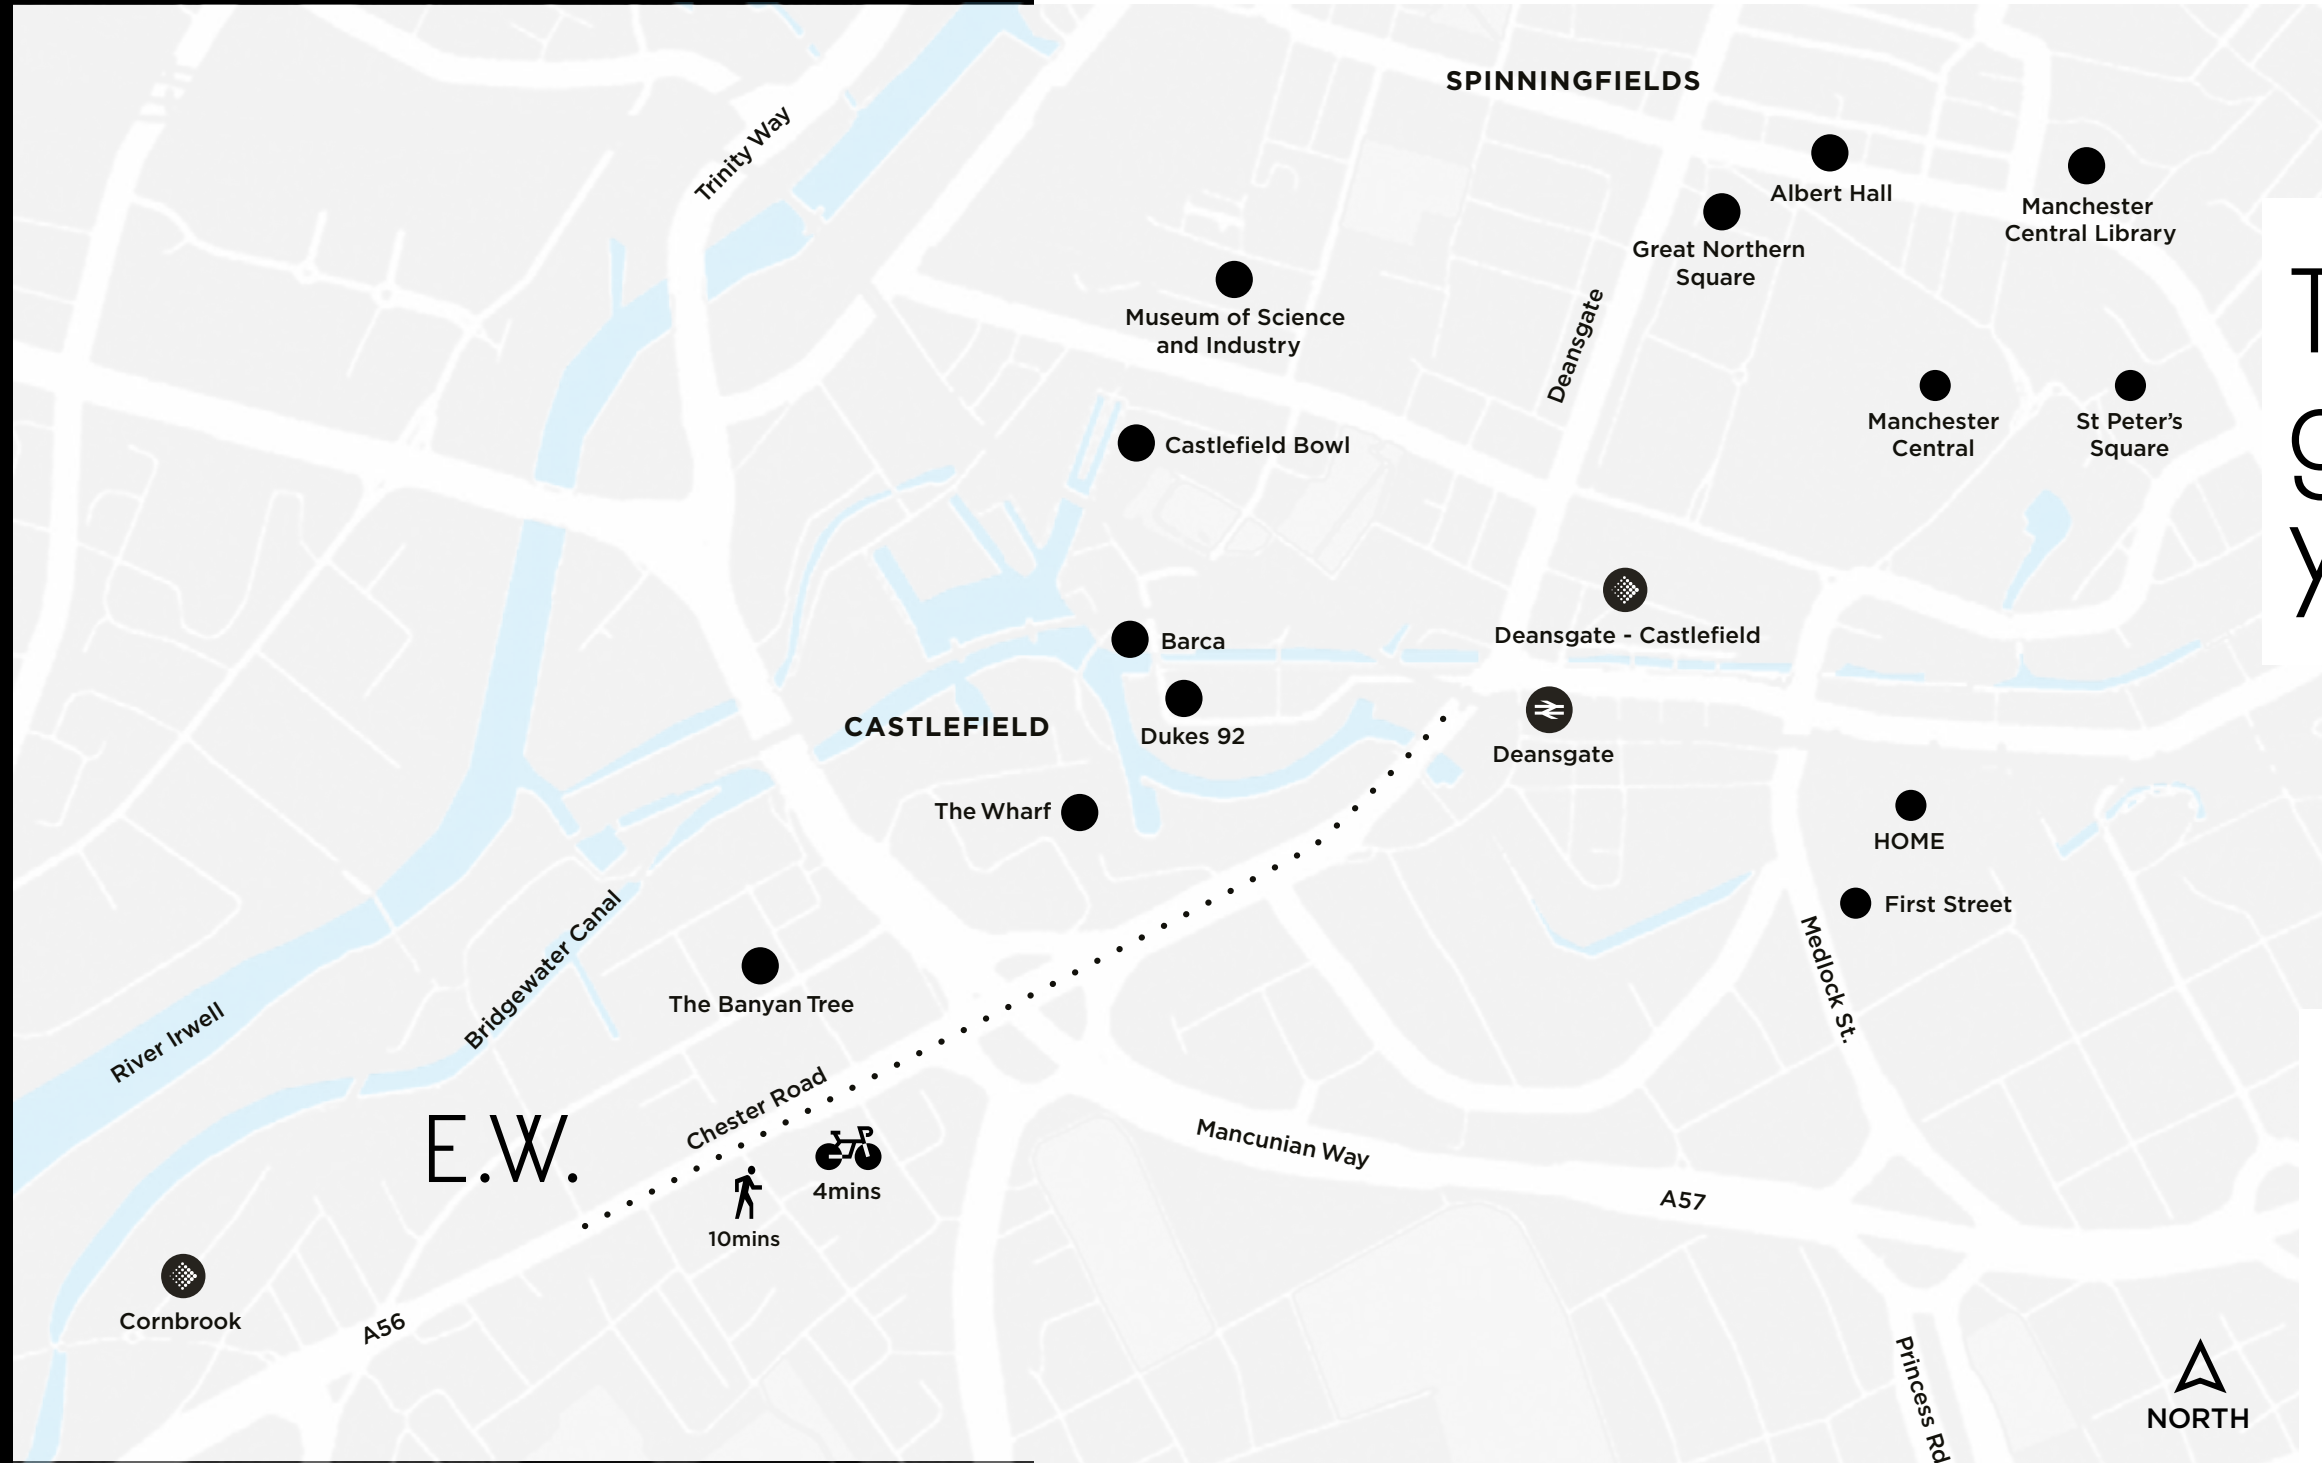 SPINNINGFIELDS
Trinity Way
Albert Hall
Manchester
Central Library
Great Northern
Square
Museum of Science
and Industry
Deansgate
Manchester
Central
St Peter’s
Square
Castlefield Bowl
Deansgate - Castlefield
Barca
Dukes 92
CASTLEFIELD
Deansgate
The Wharf
HOME
First Street
Bridgewater Canal
Medlock St.
The Banyan Tree
River Irwell
Chester Road
E.W.
Mancunian Way
4mins
A57
10mins
Cornbrook
A56
Princess Rd
NORTH